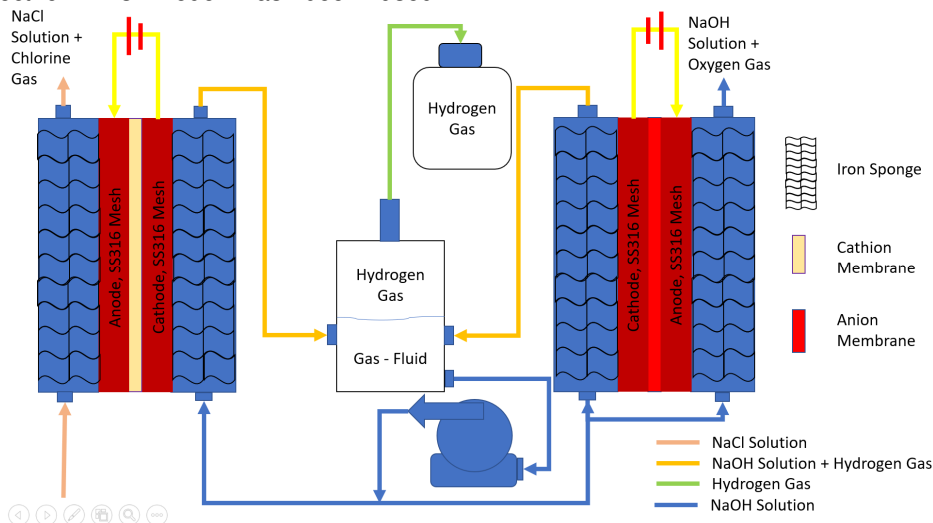 NaCl
Solution +
Chlorine
Gas
NaOH
Solution +
Oxygen Gas
Hydrogen
Gas
Anode, SS316 Mesh
Cathode, SS316 Mesh
Hydrogen
Gas
Gas - Fluid
Cathode, SS316 Mesh
Anode, SS316 Mesh
Iron Sponge
Cathion
Membrane
Anion
Membrane
NaCl Solution
NaOH Solution + Hydrogen Gas
Hydrogen Gas
NaOH Solution